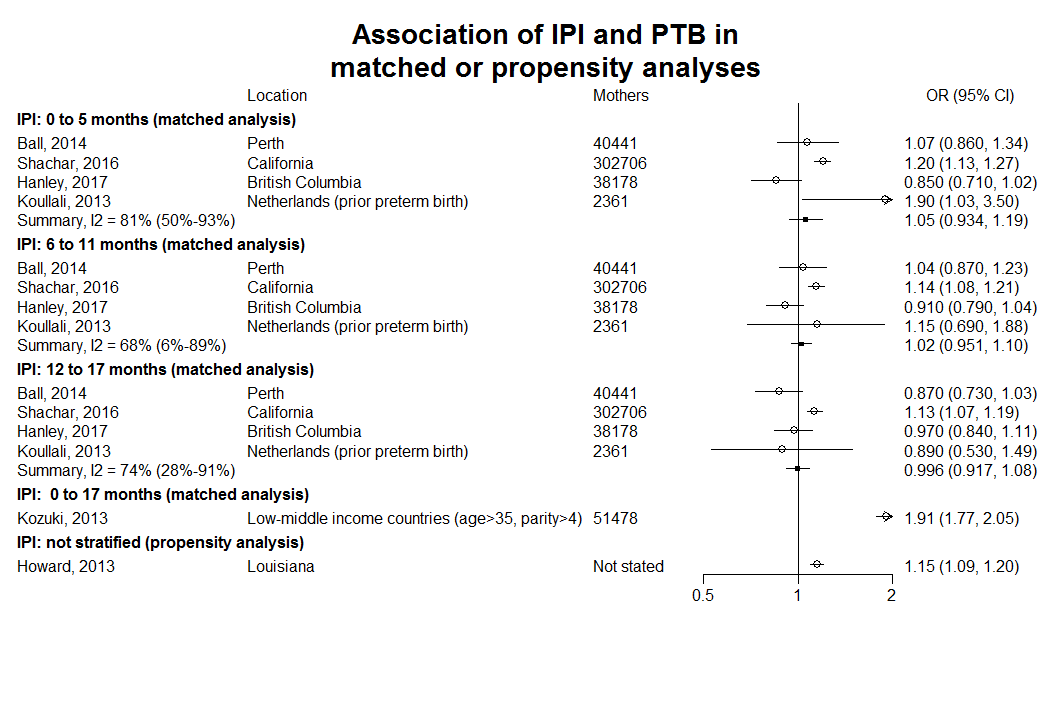 Association of IPI and PTB in
matched or propensity analyses
Location Mothers OR (95% CI)
IPI: 0 to 5 months (matched analysis)
Ball, 2014 Perth 40441 1.07 (0.860, 1.34)
Shachar, 2016 California 302706 1.20 (1.13, 1.27)
Hanley, 2017 British Columbia 38178 0.850 (0.710, 1.02)
Koullali, 2013 Netherlands (prior preterm birth) 2361 1.90 (1.03, 3.50)
Summary, I2 = 81% (50%-93%) 1.05 (0.934, 1.19)
IPI: 6 to 11 months (matched analysis)
Ball, 2014 Perth 40441 1.04 (0.870, 1.23)
Shachar, 2016 California 302706 1.14 (1.08, 1.21)
Hanley, 2017 British Columbia 38178 0.910 (0.790, 1.04)
Koullali, 2013 Netherlands (prior preterm birth) 2361 1.15 (0.690, 1.88)
Summary, I2 = 68% (6%-89%) 1.02 (0.951, 1.10)
IPI: 12 to 17 months (matched analysis)
Ball, 2014 Perth 40441 0.870 (0.730, 1.03)
Shachar, 2016 California 302706 1.13 (1.07, 1.19)
Hanley, 2017 British Columbia 38178 0.970 (0.840, 1.11)
Koullali, 2013 Netherlands (prior preterm birth) 2361 0.890 (0.530, 1.49)
Summary, I2 = 74% (28%-91%) 0.996 (0.917, 1.08)
IPI: 0 to 17 months (matched analysis)
Kozuki, 2013 Low-middle income countries (age>35, parity>4) 51478 1.91 (1.77, 2.05)
IPI: not stratified (propensity analysis)
Howard, 2013 Louisiana Not stated 1.15 (1.09, 1.20)
0.5 1 2